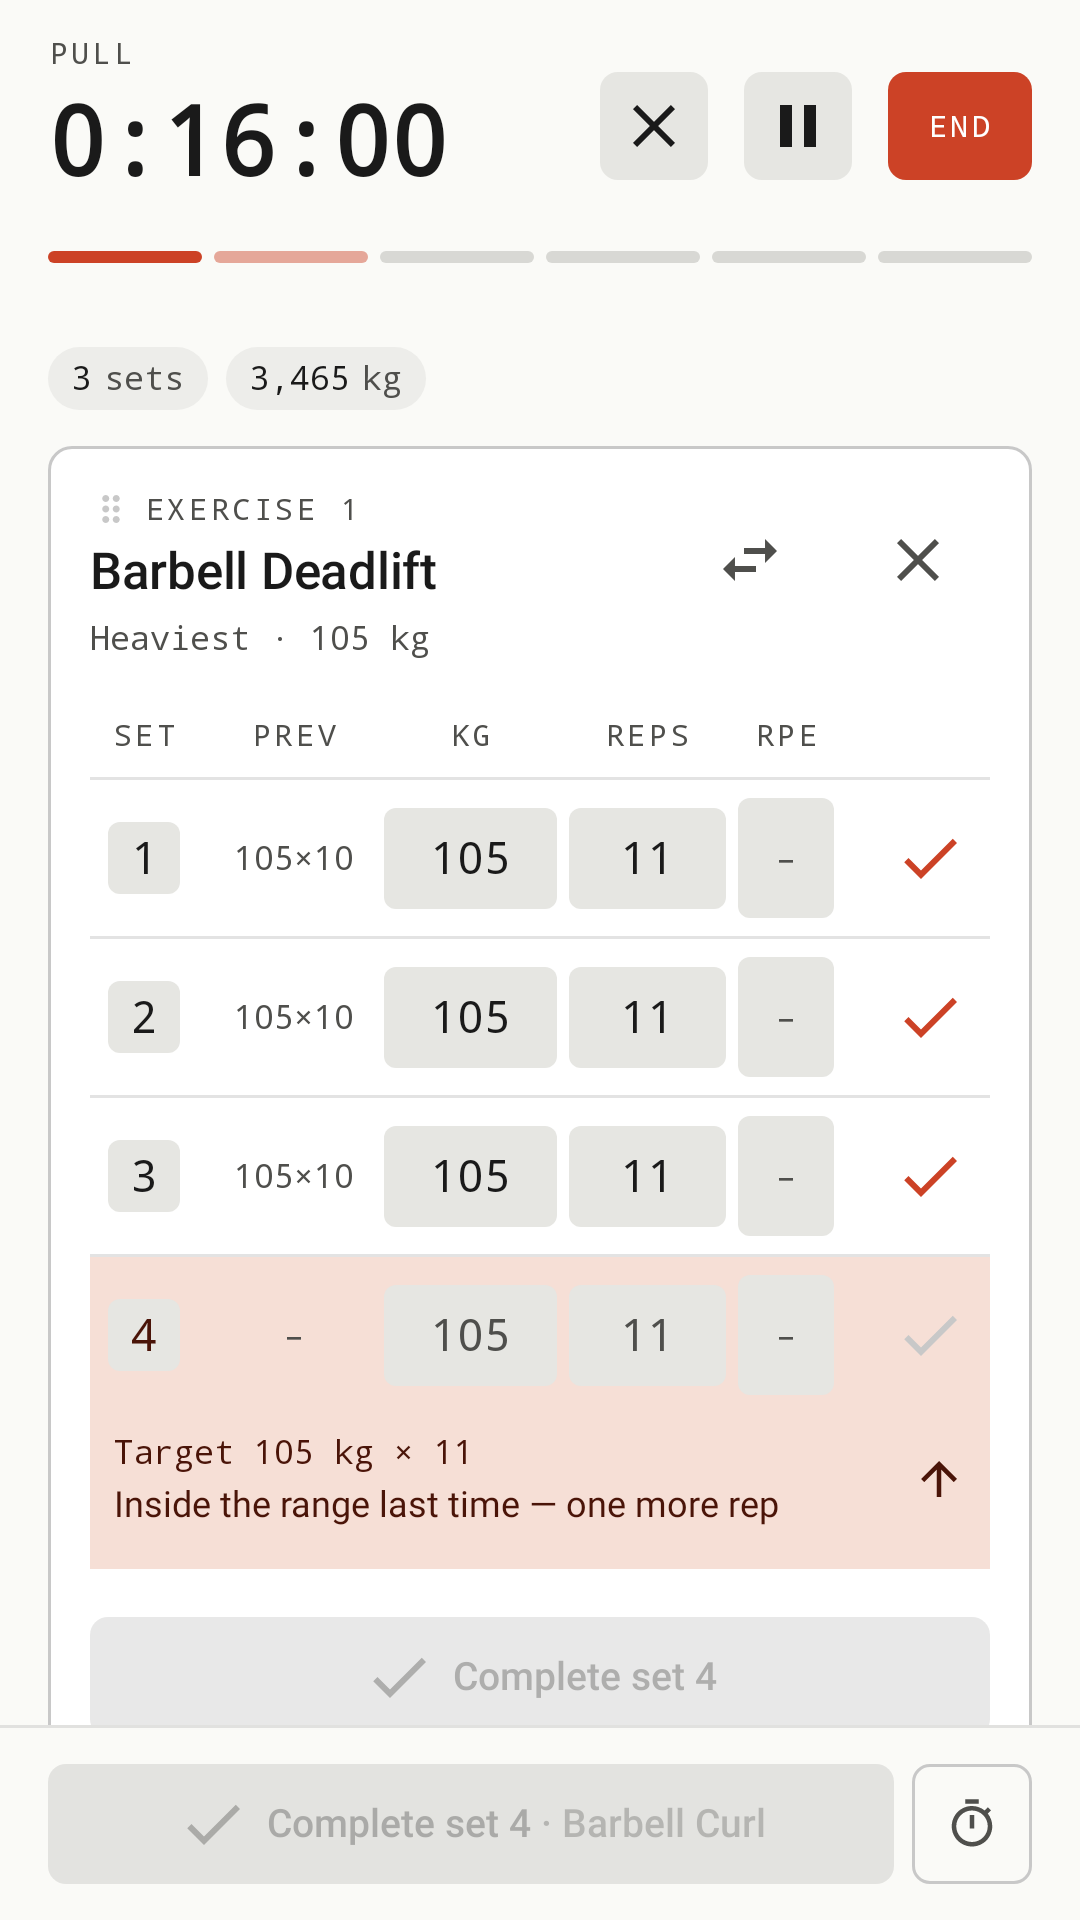 PULL
0:16:00
END
3 sets 3,465 kg
EXERCISE 1
Barbell Deadlift
Heaviest · 105 kg
SET PREV KG REPS RPE
1 105×10 105 11 –
2 105×10 105 11 –
3 105×10 105 11 –
4 – 105 11 –
Target 105 kg × 11
Inside the range last time — one more rep
Complete set 4
Complete set 4 · Barbell Curl